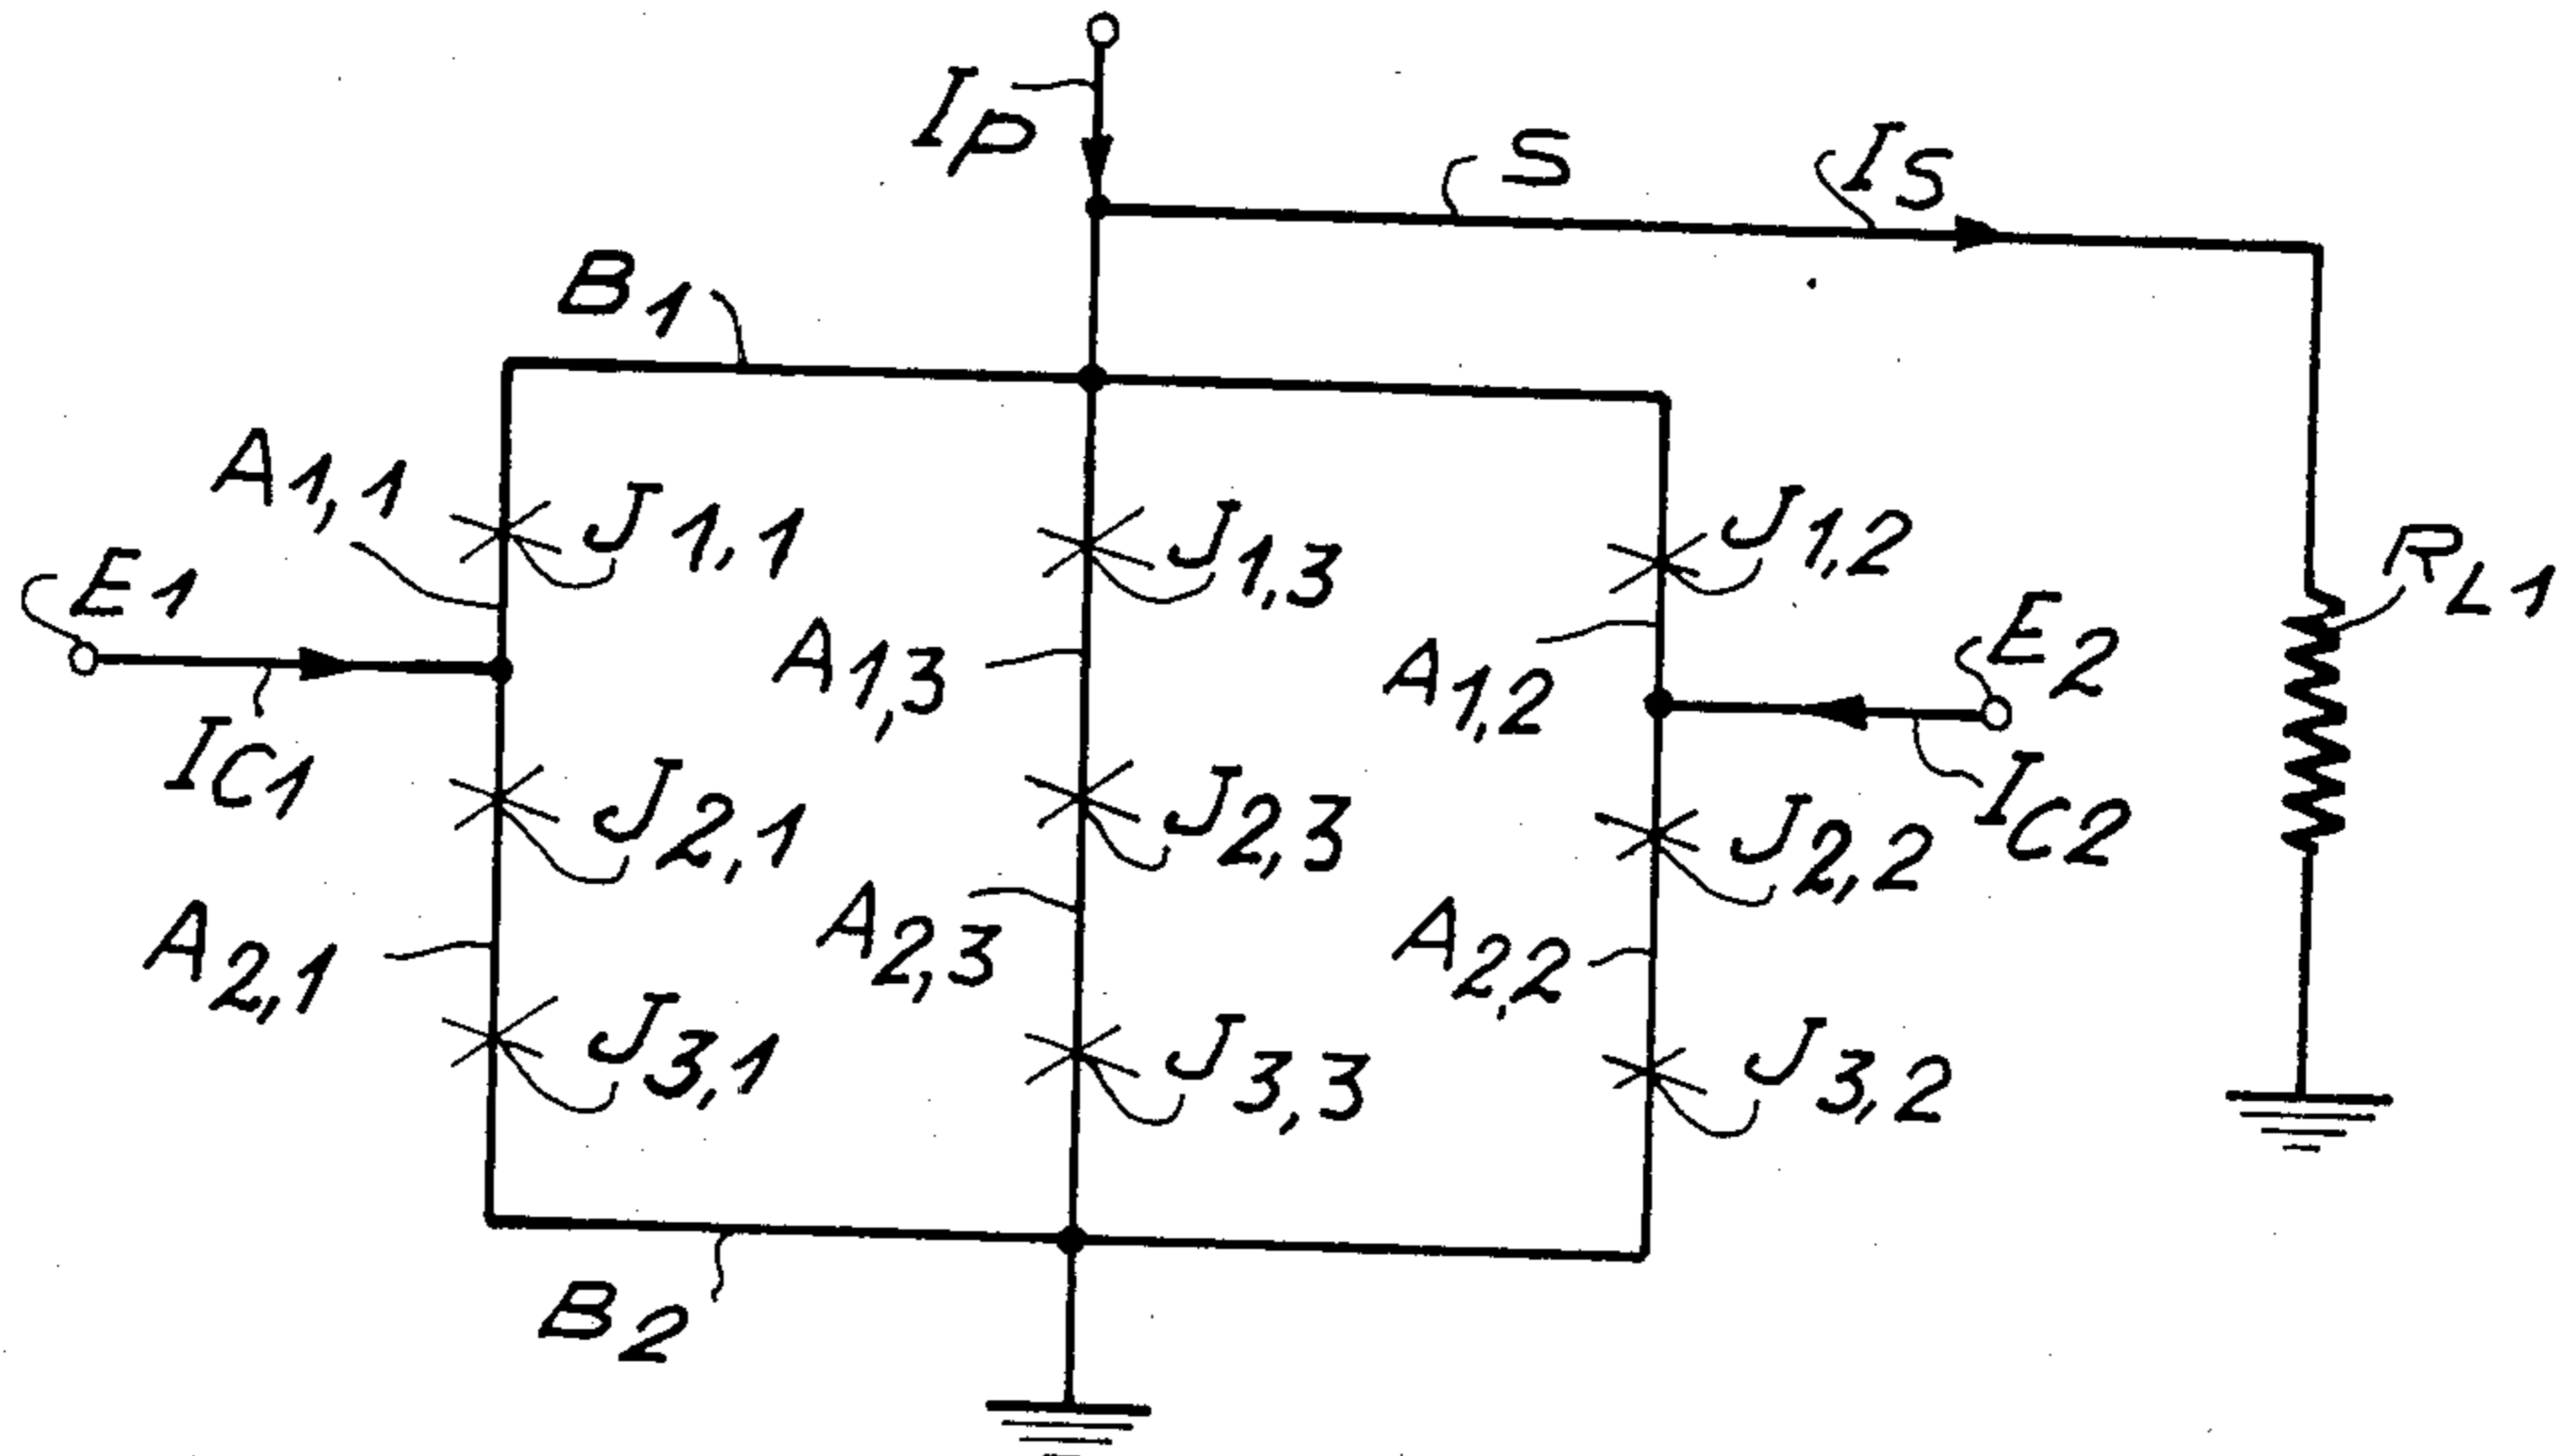 Ip
S
Is
B1
A1,1
J1,1
J1,3
J1,2
RL1
E1
A1,3
A1,2
E2
IC1
J2,1
J2,3
J2,2
IC2
A2,1
A2,3
A2,2
J3,1
J3,3
J3,2
B2